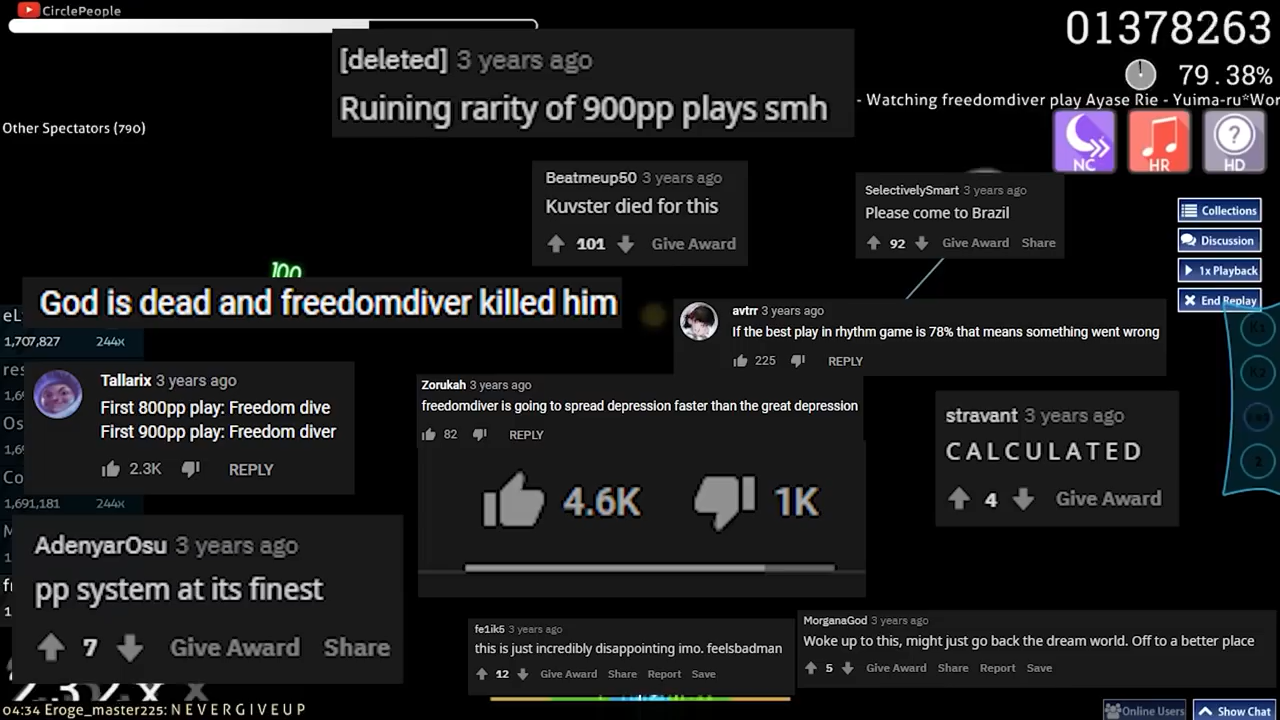 CirclePeople
01378263
79.38%
[deleted] 3 years ago
Ruining rarity of 900pp plays smh
- Watching freedomdiver play Ayase Rie - Yuima-ru*Wor
Other Spectators (790)
NC
HR
HD
Beatmeup50 3 years ago
Kuvster died for this
101 Give Award
SelectivelySmart 3 years ago
Please come to Brazil
92 Give Award Share
Collections
Discussion
1x Playback
End Replay
100
God is dead and freedomdiver killed him
avtrr 3 years ago
If the best play in rhythm game is 78% that means something went wrong
225 REPLY
1,707,827 244x
Tallarix 3 years ago
First 800pp play: Freedom dive
First 900pp play: Freedom diver
2.3K REPLY
Zorukah 3 years ago
freedomdiver is going to spread depression faster than the great depression
82 REPLY
4.6K 1K
stravant 3 years ago
CALCULATED
4 Give Award
1,691,181 244x
AdenyarOsu 3 years ago
pp system at its finest
7 Give Award Share
fe1ik5 3 years ago
this is just incredibly disappointing imo. feelsbadman
12 Give Award Share Report Save
MorganaGod 3 years ago
Woke up to this, might just go back the dream world. Off to a better place
5 Give Award Share Report Save
04:34 Eroge_master225: N E V E R G I V E U P
Online Users
Show Chat